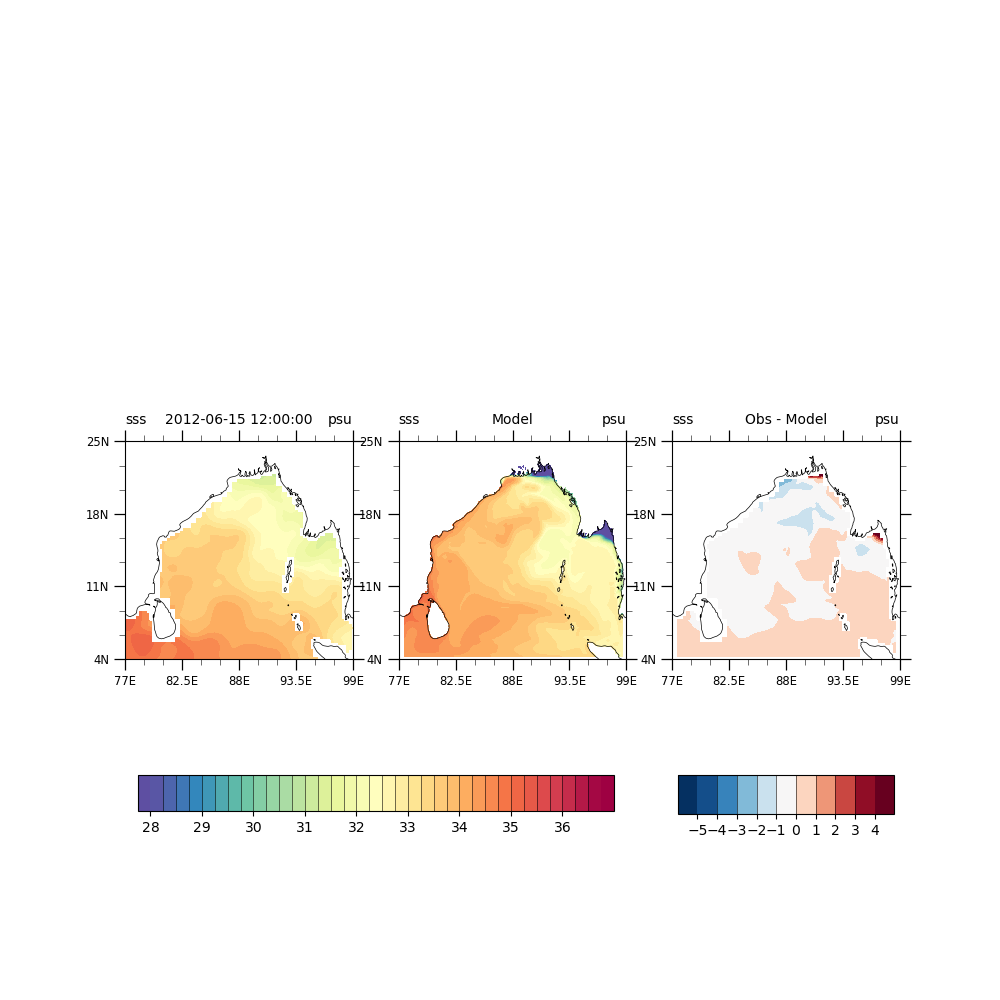 sss 2012-06-15 12:00:00 psu sss Model psu sss Obs - Model psu
25N 25N 25N
18N 18N 18N
11N 11N 11N
4N 4N 4N
77E 82.5E 88E 93.5E 99E 77E 82.5E 88E 93.5E 99E 77E 82.5E 88E 93.5E 99E
28 29 30 31 32 33 34 35 36 −5 −4 −3 −2 −1 0 1 2 3 4